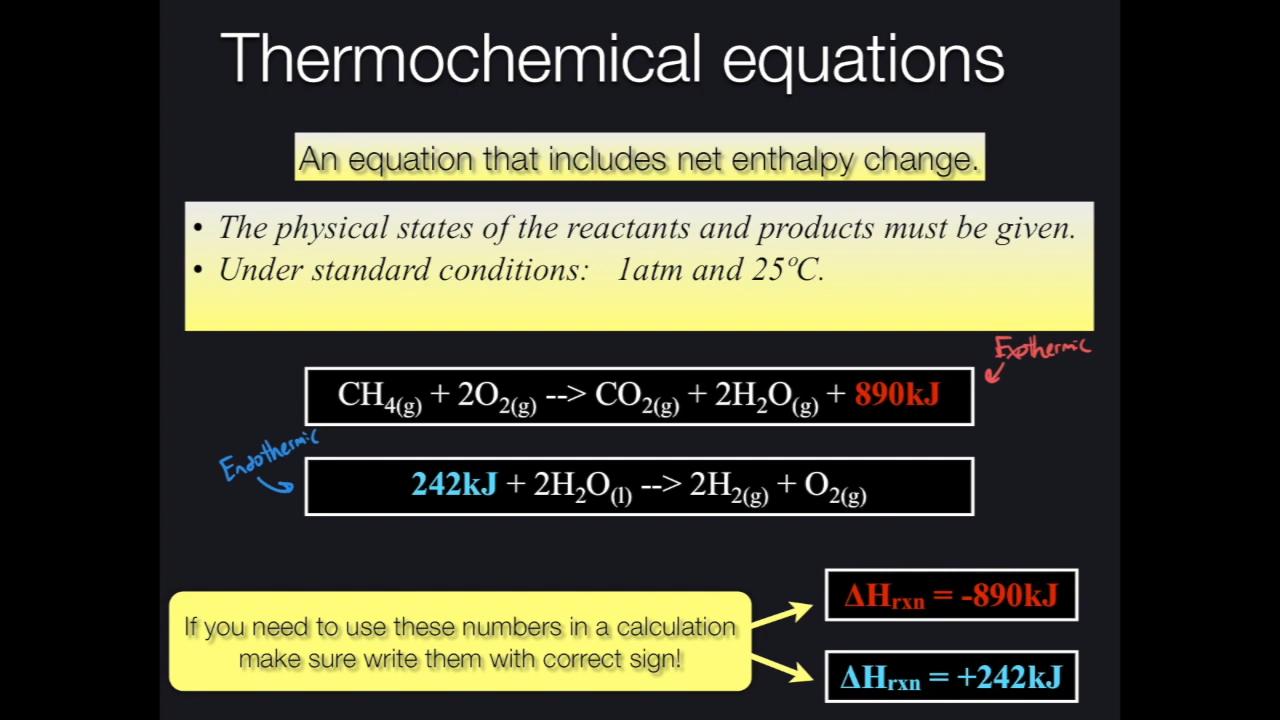 Thermochemical equations
An equation that includes net enthalpy change.
• The physical states of the reactants and products must be given.
• Under standard conditions: 1atm and 25°C.
Exothermic
CH₄(g) + 2O₂(g) --> CO₂(g) + 2H₂O(g) + 890kJ
Endothermic
242kJ + 2H₂O(l) --> 2H₂(g) + O₂(g)
ΔHrxn = -890kJ
If you need to use these numbers in a calculation
make sure write them with correct sign!
ΔHrxn = +242kJ